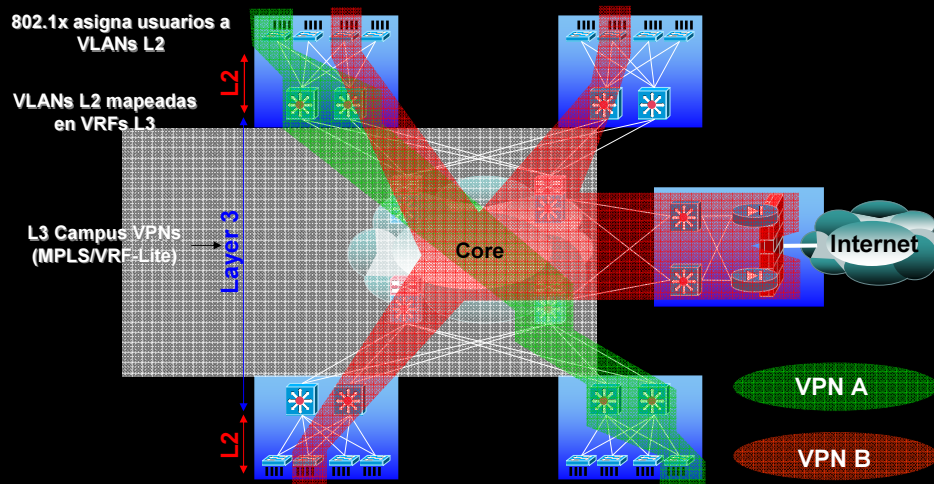 802.1x asigna usuarios a
VLANs L2
L2
VLANs L2 mapeadas
en VRFs L3
Layer 3
L3 Campus VPNs
(MPLS/VRF-Lite)
Core
Internet
L2
VPN A
VPN B